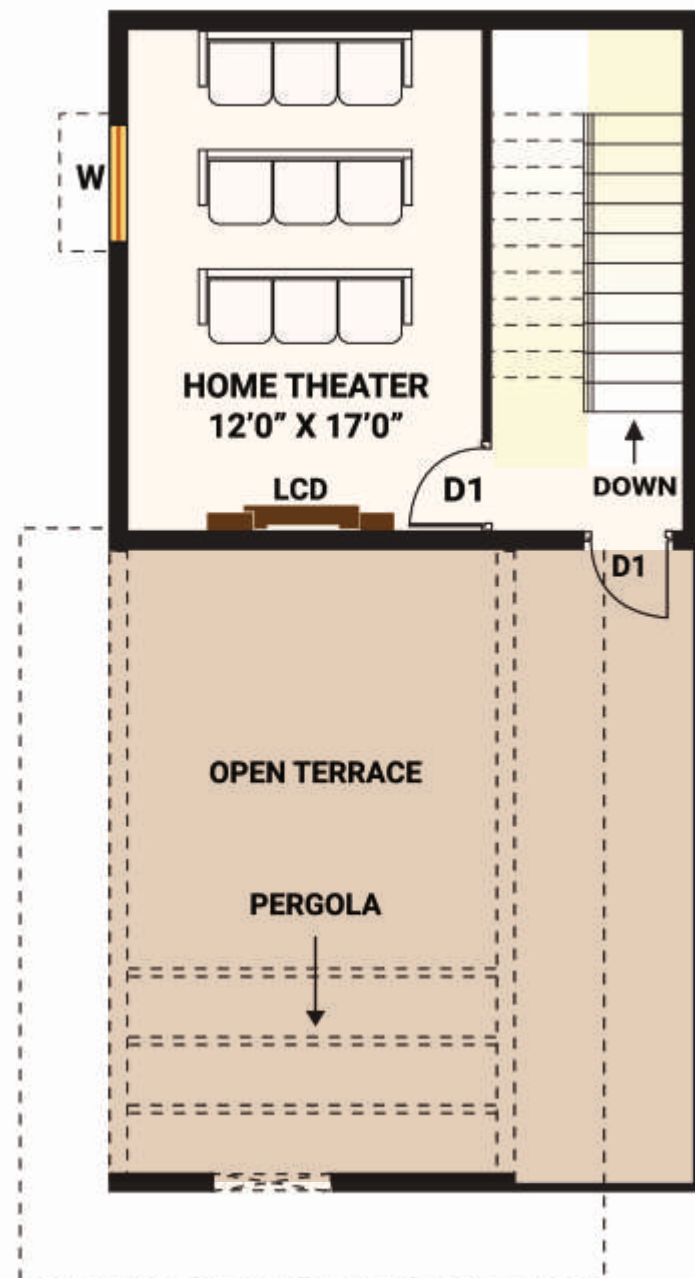 W
HOME THEATER
12’0” X 17’0”
LCD
D1
DOWN
D1
OPEN TERRACE
PERGOLA